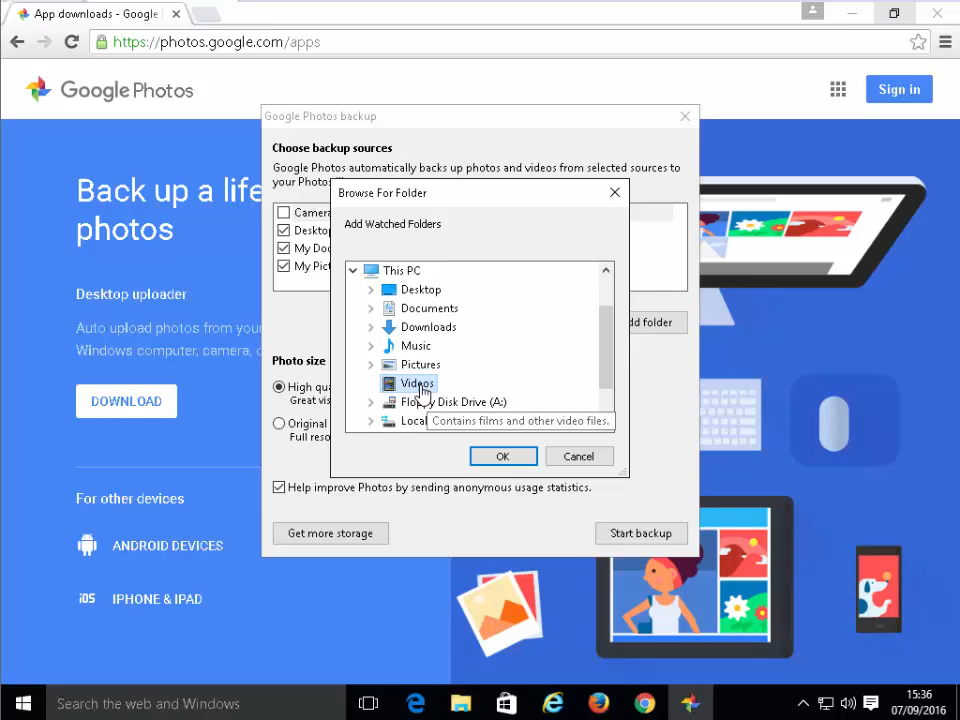 App downloads - Google
https://photos.google.com/apps
Google Photos
Sign in
Google Photos backup
Choose backup sources
Google Photos automatically backs up photos and videos from selected sources to
your Photos
Back up a life
photos
Browse For Folder
Add Watched Folders
Camera
Desktop
My Doc
My Pict
This PC
Desktop
Documents
Downloads
Music
Pictures
Videos
Floppy Disk Drive (A:)
Local
Contains films and other video files.
OK
Cancel
dd folder
Desktop uploader
Auto upload photos from your
Windows computer, camera, o
DOWNLOAD
Photo size
High qua
Great vis
Original
Full reso
Help improve Photos by sending anonymous usage statistics.
Get more storage
Start backup
For other devices
ANDROID DEVICES
iOS
IPHONE & IPAD
Search the web and Windows
15:36
07/09/2016